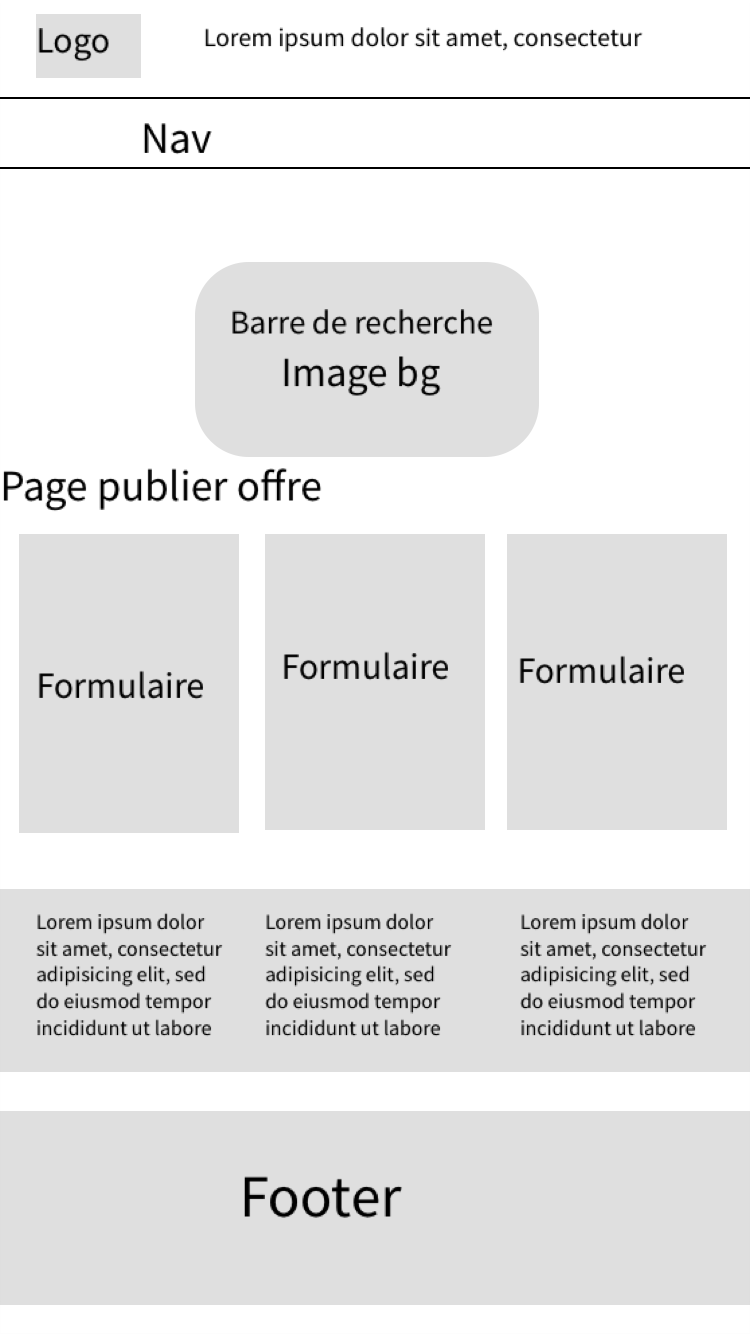 Logo
Lorem ipsum dolor sit amet, consectetur
Nav
Barre de recherche
Image bg
Page publier offre
Formulaire
Formulaire
Formulaire
Lorem ipsum dolor
sit amet, consectetur
adipisicing elit, sed
do eiusmod tempor
incididunt ut labore
Lorem ipsum dolor
sit amet, consectetur
adipisicing elit, sed
do eiusmod tempor
incididunt ut labore
Lorem ipsum dolor
sit amet, consectetur
adipisicing elit, sed
do eiusmod tempor
incididunt ut labore
Footer